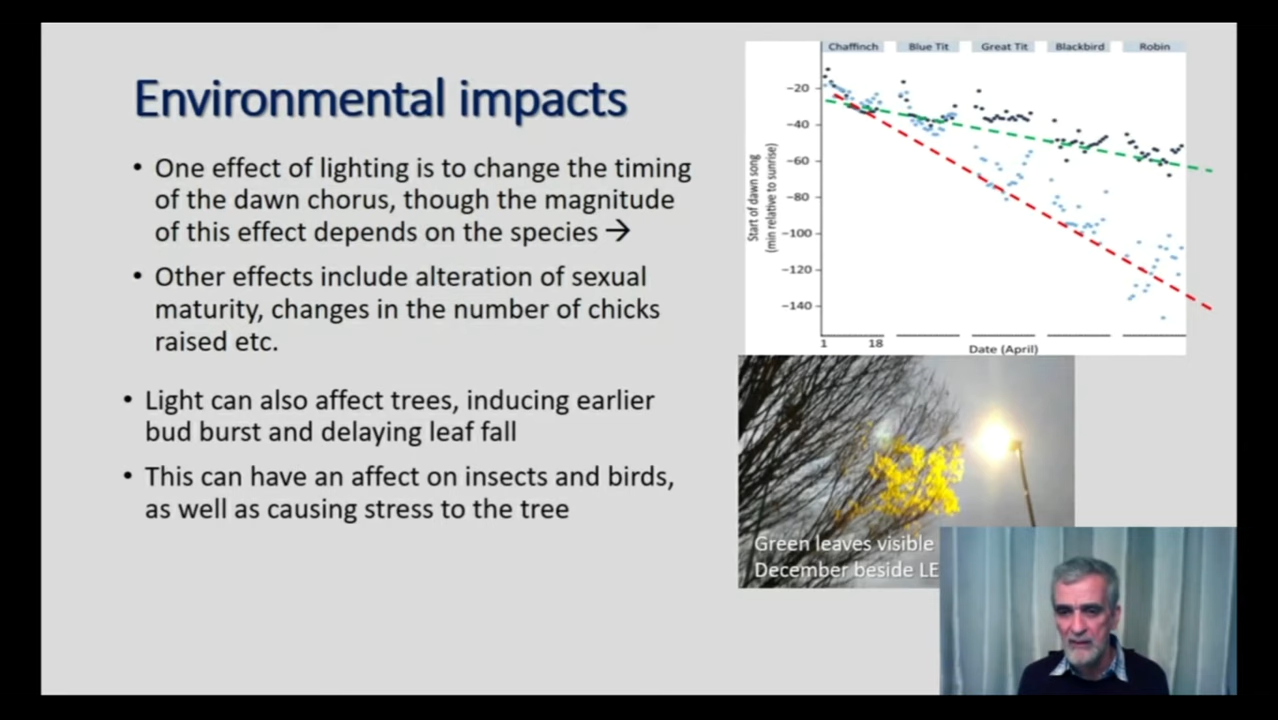 Environmental impacts
• One effect of lighting is to change the timing
of the dawn chorus, though the magnitude
of this effect depends on the species →
• Other effects include alteration of sexual
maturity, changes in the number of chicks
raised etc.
• Light can also affect trees, inducing earlier
bud burst and delaying leaf fall
• This can have an affect on insects and birds,
as well as causing stress to the tree
Chaffinch Blue Tit Great Tit Blackbird Robin
Start of dawn song
(min relative to sunrise)
−20
−40
−60
−80
−100
−120
−140
1 18
Date (April)
Green leaves visible
December beside LE